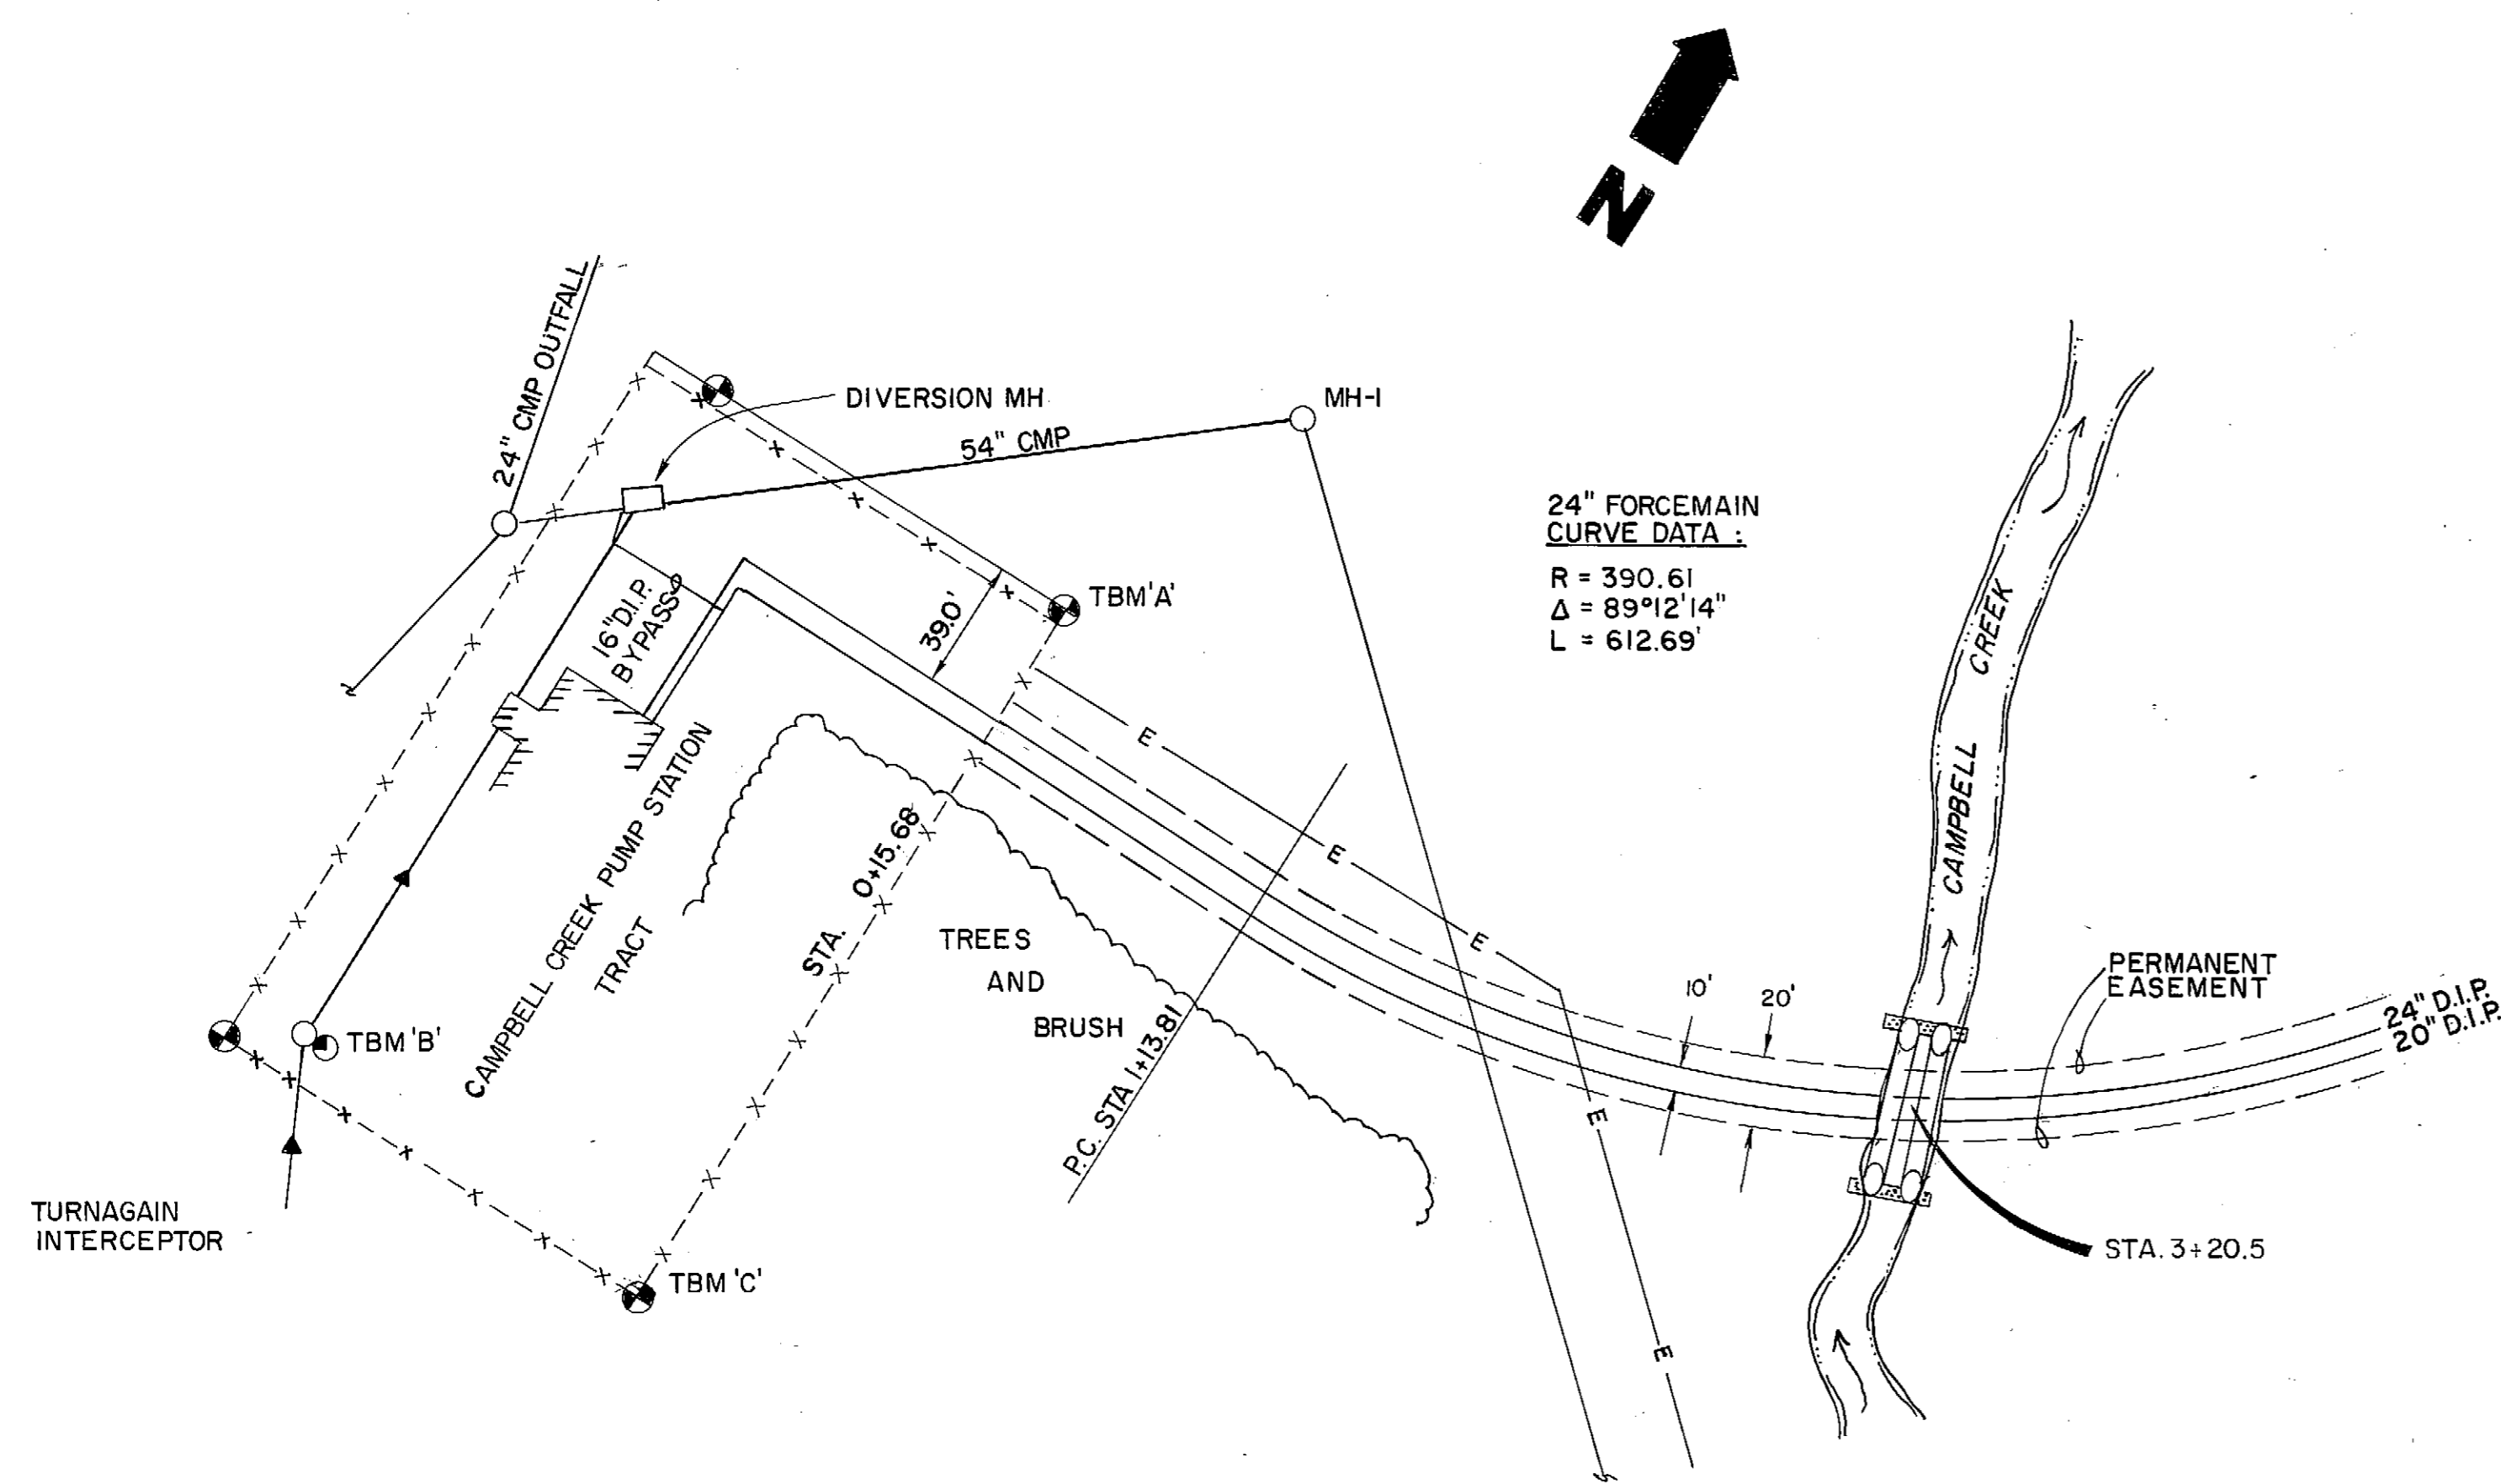 N
24" CMP OUTFALL
DIVERSION MH
54" CMP
MH-1
24" FORCEMAIN
CURVE DATA :
R = 390.61
Δ = 89°12'14"
L = 612.69'
16" D.I.P.
BYPASS
39.0'
TBM 'A'
E
E
E
E
E
CAMPBELL CREEK
CAMPBELL CREEK PUMP STATION
TRACT
STA. 0+15.68
TREES
AND
BRUSH
P.C. STA 1+13.81
10'
20'
PERMANENT
EASEMENT
24" D.I.P.
20" D.I.P.
TBM 'B'
TURNAGAIN
INTERCEPTOR
TBM 'C'
STA. 3+20.5